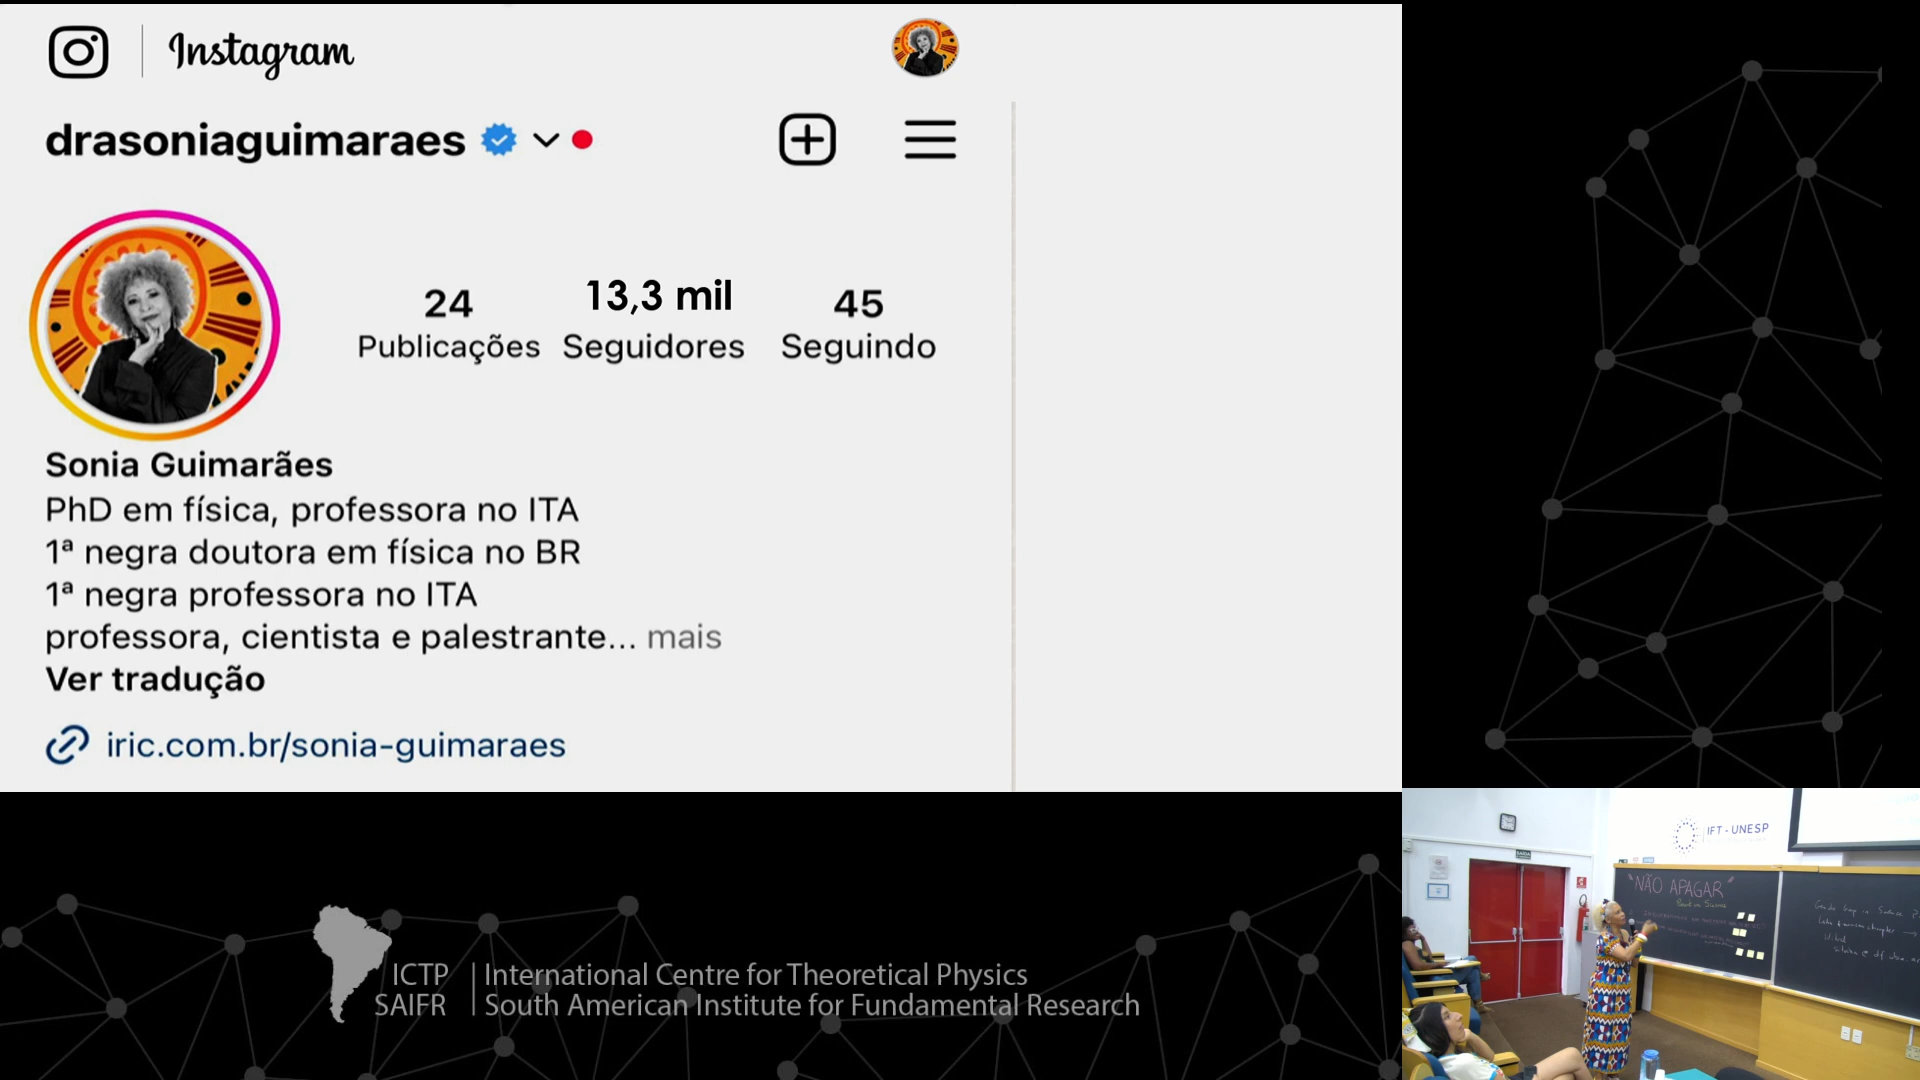 Instagram
drasoniaguimaraes
24
Publicações
13,3 mil
Seguidores
45
Seguindo
Sonia Guimarães
PhD em física, professora no ITA
1ª negra doutora em física no BR
1ª negra professora no ITA
professora, cientista e palestrante... mais
Ver tradução
iric.com.br/sonia-guimaraes
ICTP
SAIFR
International Centre for Theoretical Physics
South American Institute for Fundamental Research
IFT - UNESP
"NÃO APAGAR"